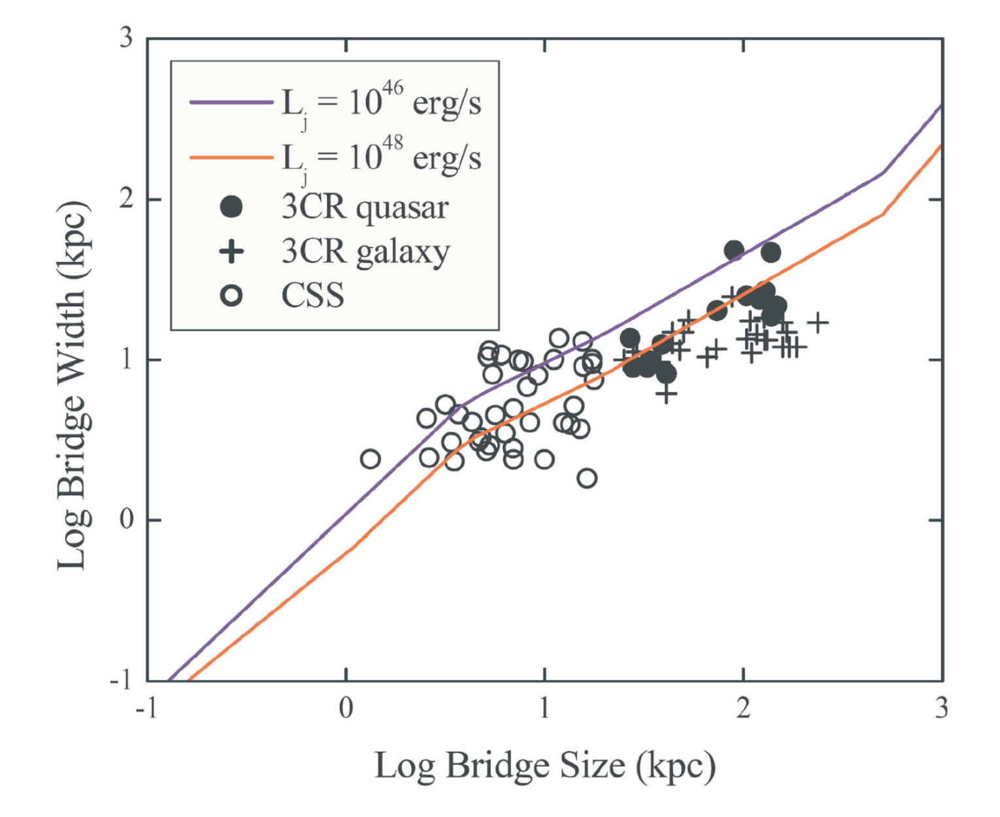 3
2
1
0
-1
-1 0 1 2 3
Log Bridge Width (kpc)
Log Bridge Size (kpc)
L_j = 10^46 erg/s
L_j = 10^48 erg/s
3CR quasar
3CR galaxy
CSS